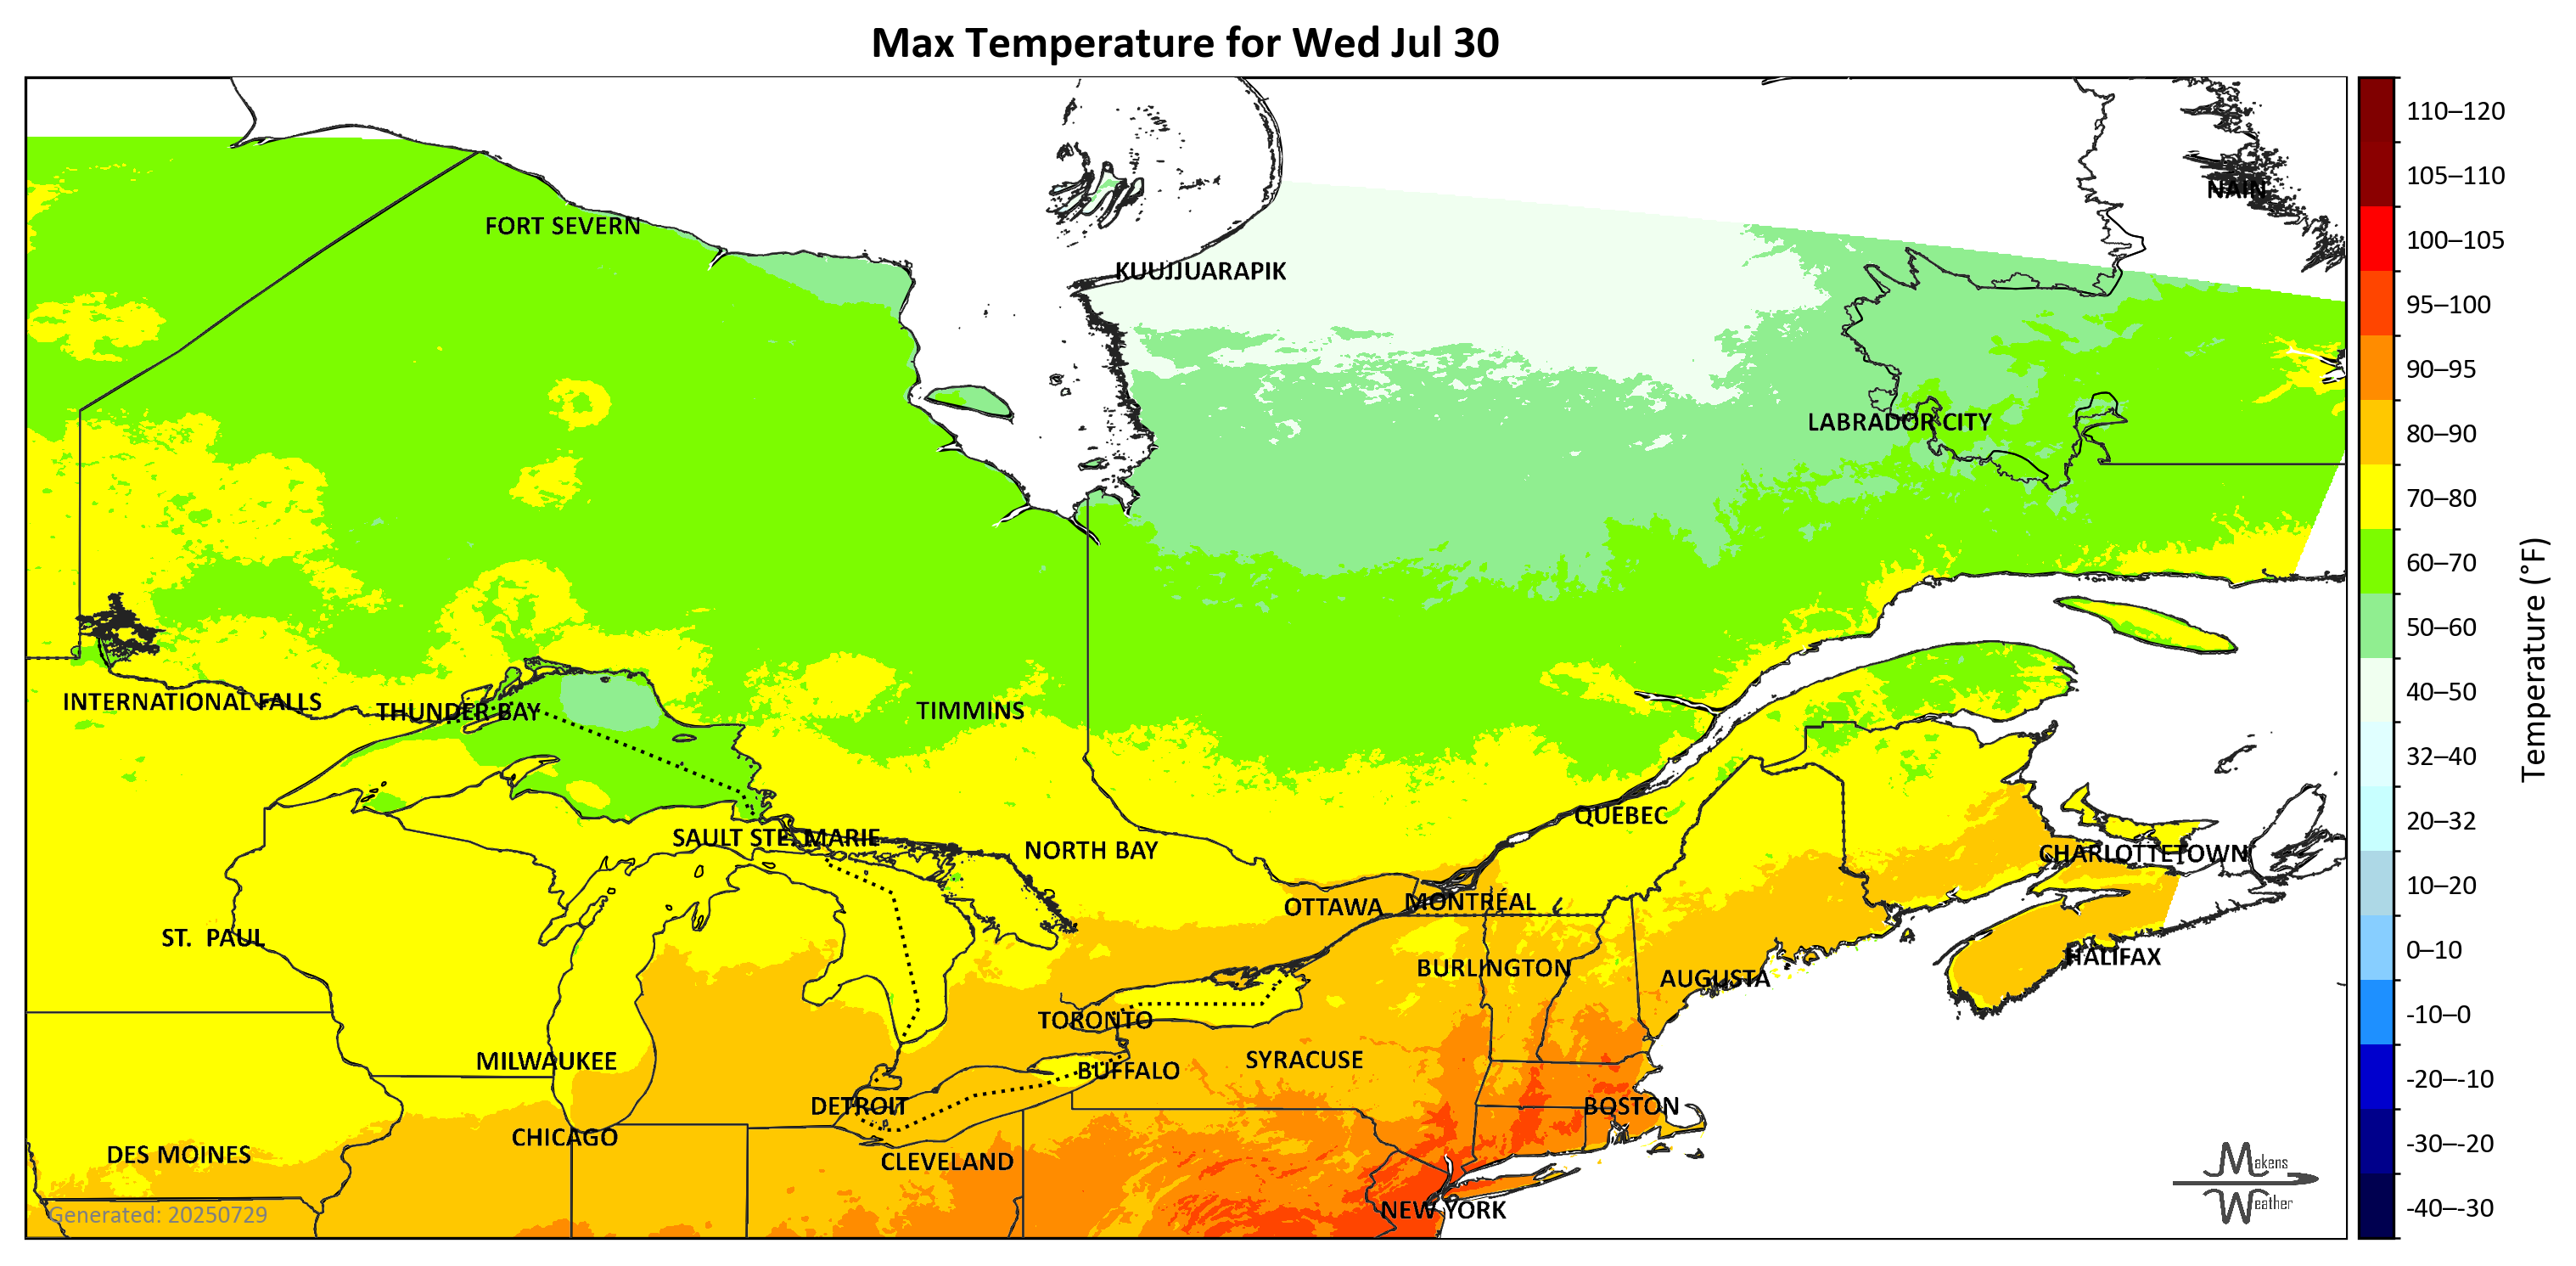 Max Temperature for Wed Jul 30
110–120
105–110
NAIN
FORT SEVERN
100–105
KUUJJUARAPIK
95–100
90–95
LABRADOR CITY
80–90
70–80
60–70
Temperature (°F)
50–60
40–50
INTERNATIONAL FALLS
THUNDER BAY
TIMMINS
32–40
QUEBEC
20–32
SAULT STE. MARIE
NORTH BAY
CHARLOTTETOWN
10–20
OTTAWA
MONTRÉAL
ST. PAUL
0–10
HALIFAX
BURLINGTON
AUGUSTA
-10–0
TORONTO
MILWAUKEE
SYRACUSE
BUFFALO
-20–-10
DETROIT
BOSTON
CHICAGO
-30–-20
DES MOINES
CLEVELAND
Makens
Weather
-40–-30
NEW YORK
Generated: 20250729